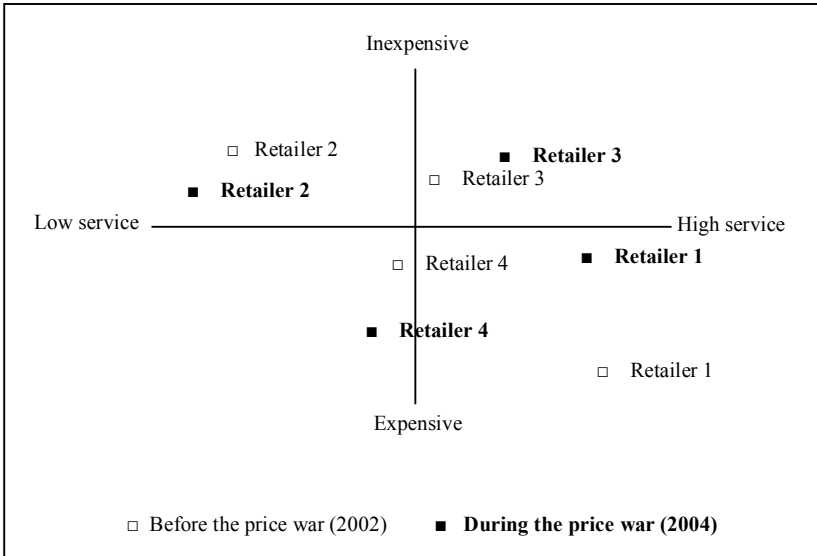 Inexpensive
Retailer 2
Retailer 3
Retailer 3
Retailer 2
Low service
High service
Retailer 4
Retailer 1
Retailer 4
Retailer 1
Expensive
□ Before the price war (2002) ■ During the price war (2004)